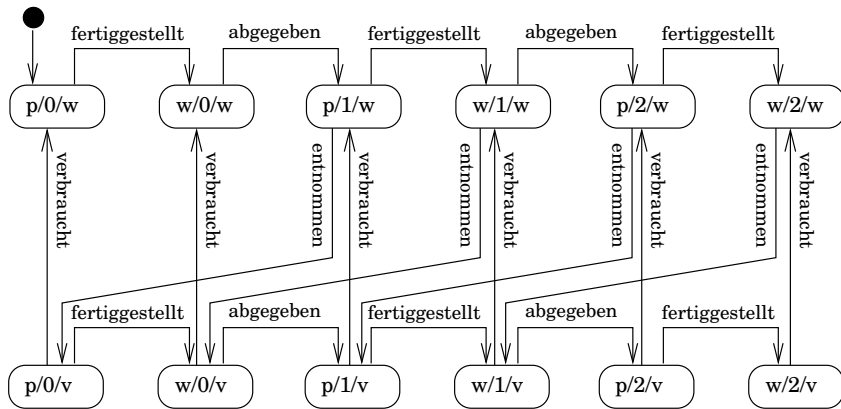 fertiggestellt abgegeben fertiggestellt abgegeben fertiggestellt
p/0/w w/0/w p/1/w w/1/w p/2/w w/2/w
verbraucht verbraucht entnommen verbraucht entnommen verbraucht entnommen verbraucht entnommen verbraucht
fertiggestellt abgegeben fertiggestellt abgegeben fertiggestellt
p/0/v w/0/v p/1/v w/1/v p/2/v w/2/v